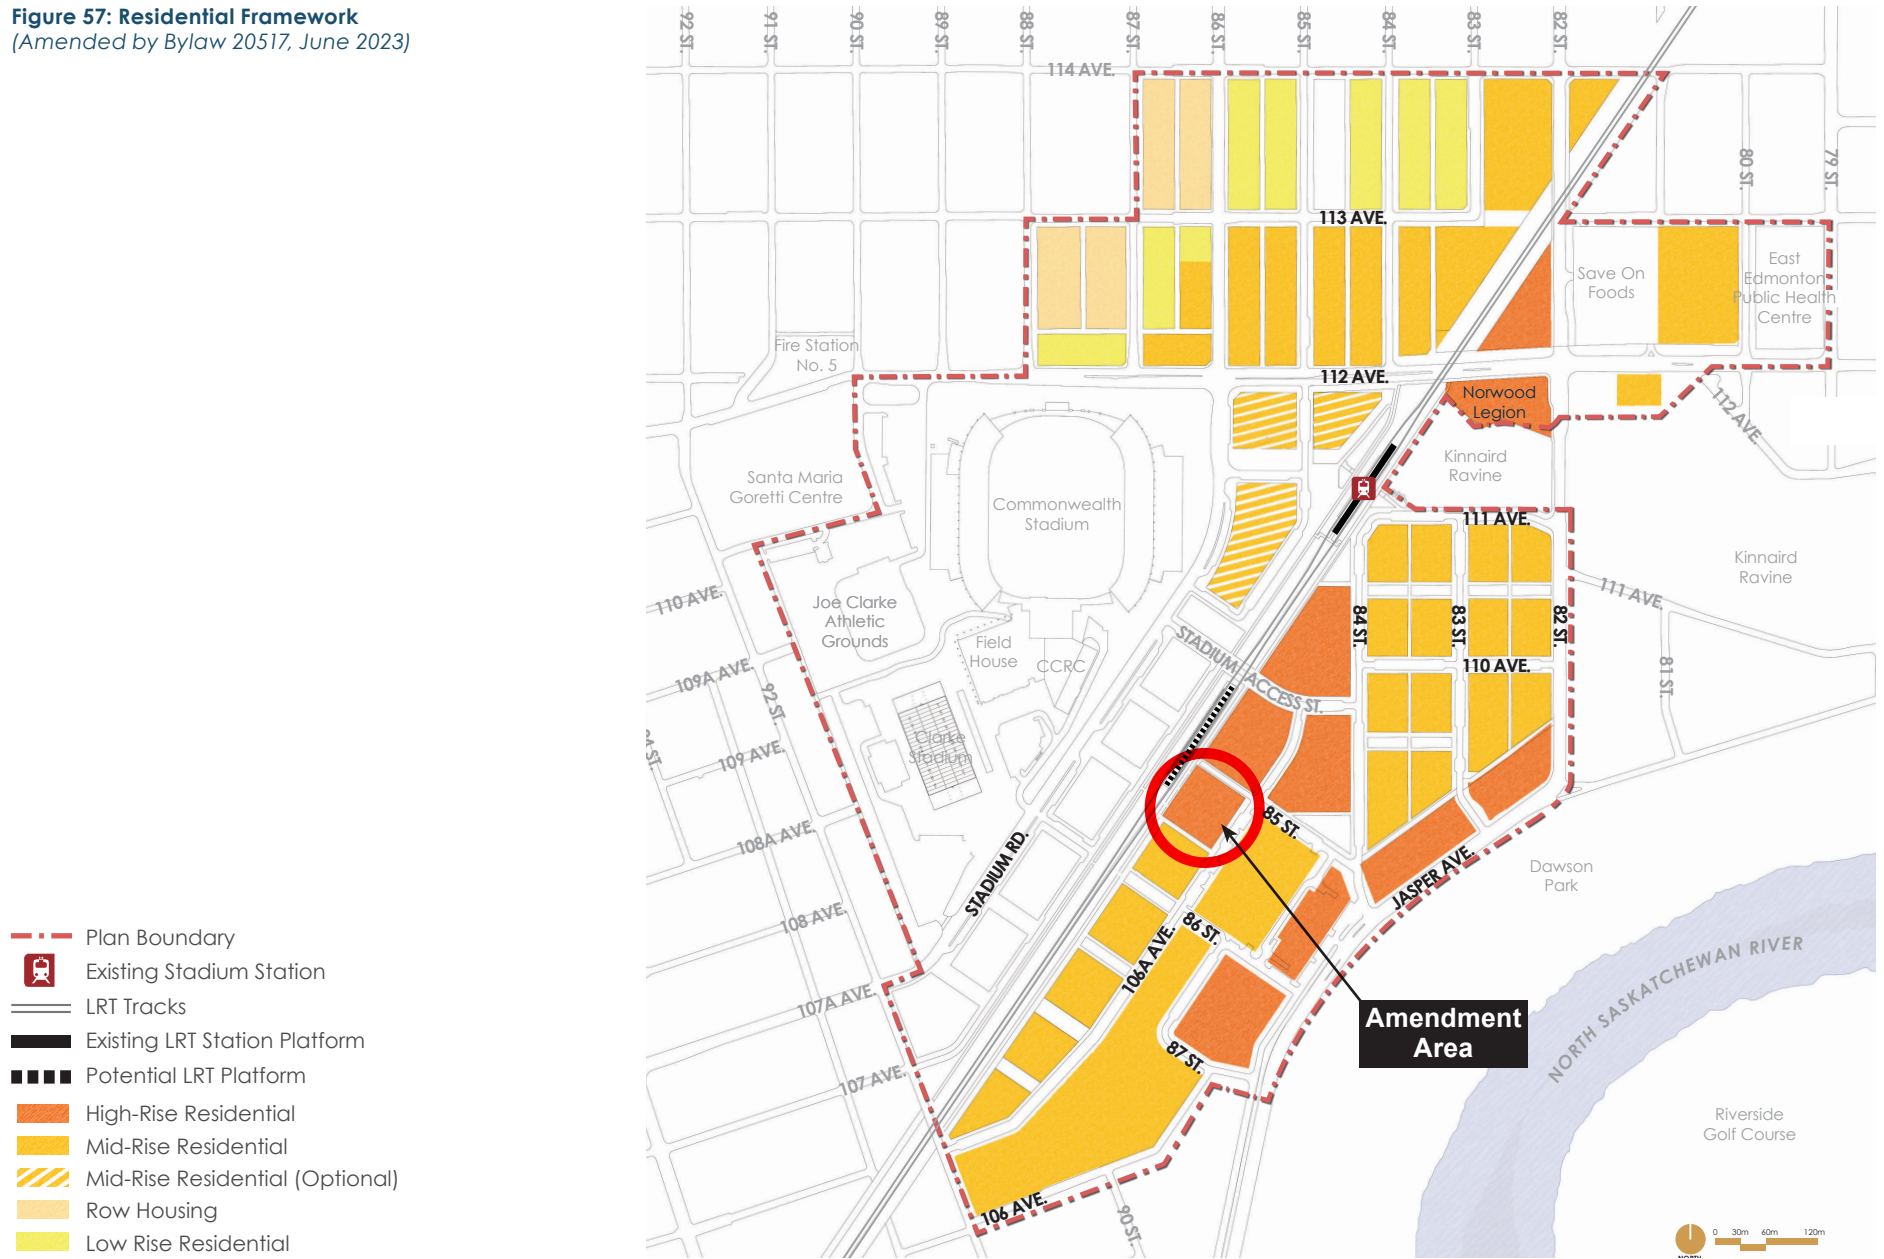 Figure 57: Residential Framework
(Amended by Bylaw 20517, June 2023)
92 ST.
91 ST.
90 ST.
89 ST.
88 ST.
87 ST.
86 ST.
85 ST.
84 ST.
83 ST.
82 ST.
114 AVE.
80 ST.
79 ST.
113 AVE.
Save On
Foods
East
Edmonton
Public Health
Centre
Fire Station
No. 5
112 AVE.
Norwood
Legion
112 AVE.
Kinnaird
Ravine
Santa Maria
Goretti Centre
Commonwealth
Stadium
111 AVE.
Kinnaird
Ravine
110 AVE.
111 AVE.
Joe Clarke
Athletic
Grounds
Field
House
CCRC
STADIUM ACCESS ST.
84 ST.
83 ST.
82 ST.
110 AVE.
81 ST.
109A AVE.
92 ST.
109 AVE.
Clarke
Stadium
85 ST.
108A AVE.
STADIUM RD.
JASPER AVE.
Dawson
Park
108 AVE.
86 ST.
106A AVE.
107A AVE.
87 ST.
107 AVE.
Amendment
Area
NORTH SASKATCHEWAN RIVER
Riverside
Golf Course
106 AVE.
90 ST.
Plan Boundary
Existing Stadium Station
LRT Tracks
Existing LRT Station Platform
Potential LRT Platform
High-Rise Residential
Mid-Rise Residential
Mid-Rise Residential (Optional)
Row Housing
Low Rise Residential
0 30m 60m 120m
NORTH